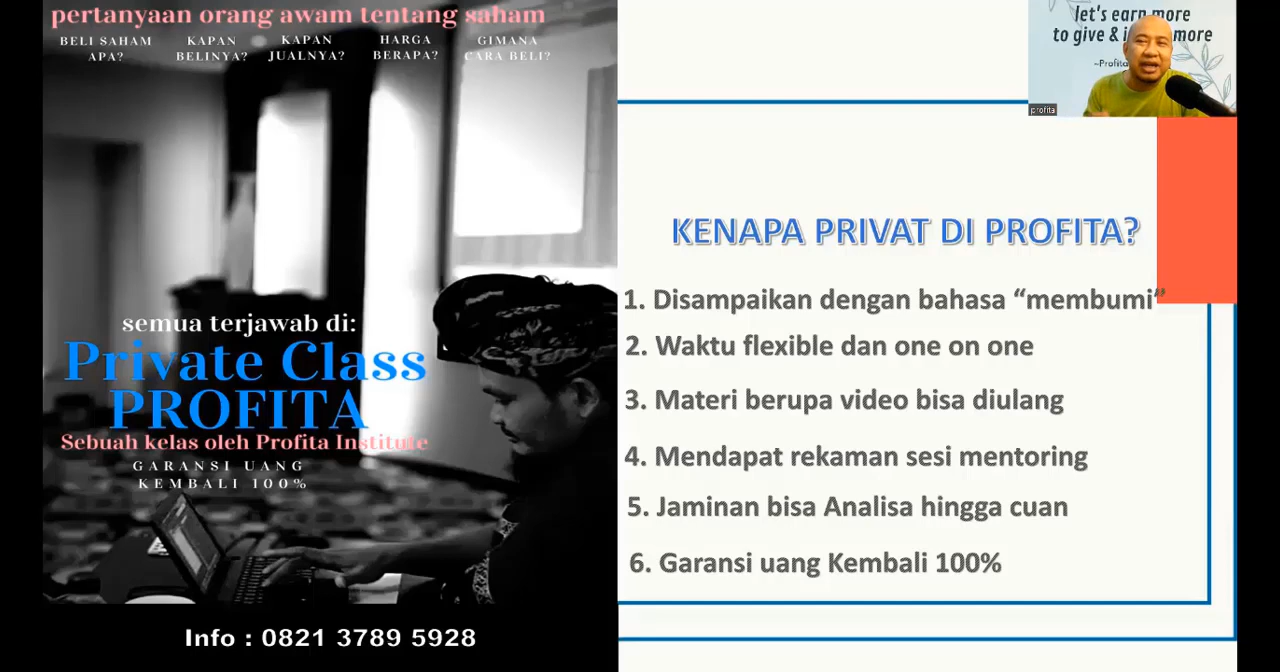 pertanyaan orang awam tentang saham
BELI SAHAM APA?
KAPAN BELINYA?
KAPAN JUALNYA?
HARGA BERAPA?
GIMANA CARA BELI?
semua terjawab di:
Private Class
PROFITA
Sebuah kelas oleh Profita Institute
GARANSI UANG
KEMBALI 100%
Info : 0821 3789 5928
let's earn more
to give & more
~Profita
profita
KENAPA PRIVAT DI PROFITA?
1. Disampaikan dengan bahasa “membumi”
2. Waktu flexible dan one on one
3. Materi berupa video bisa diulang
4. Mendapat rekaman sesi mentoring
5. Jaminan bisa Analisa hingga cuan
6. Garansi uang Kembali 100%